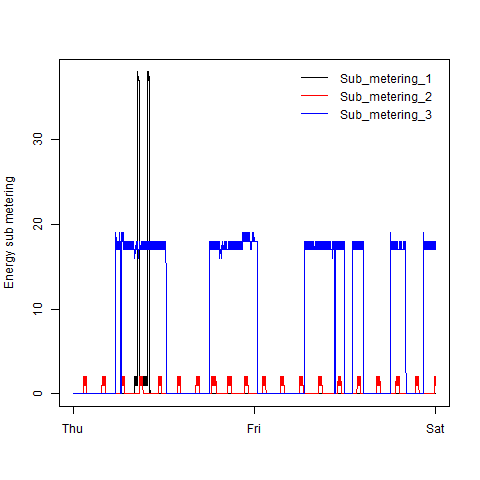 Sub_metering_1
Sub_metering_2
Sub_metering_3
Energy sub metering
30
20
10
0
Thu Fri Sat